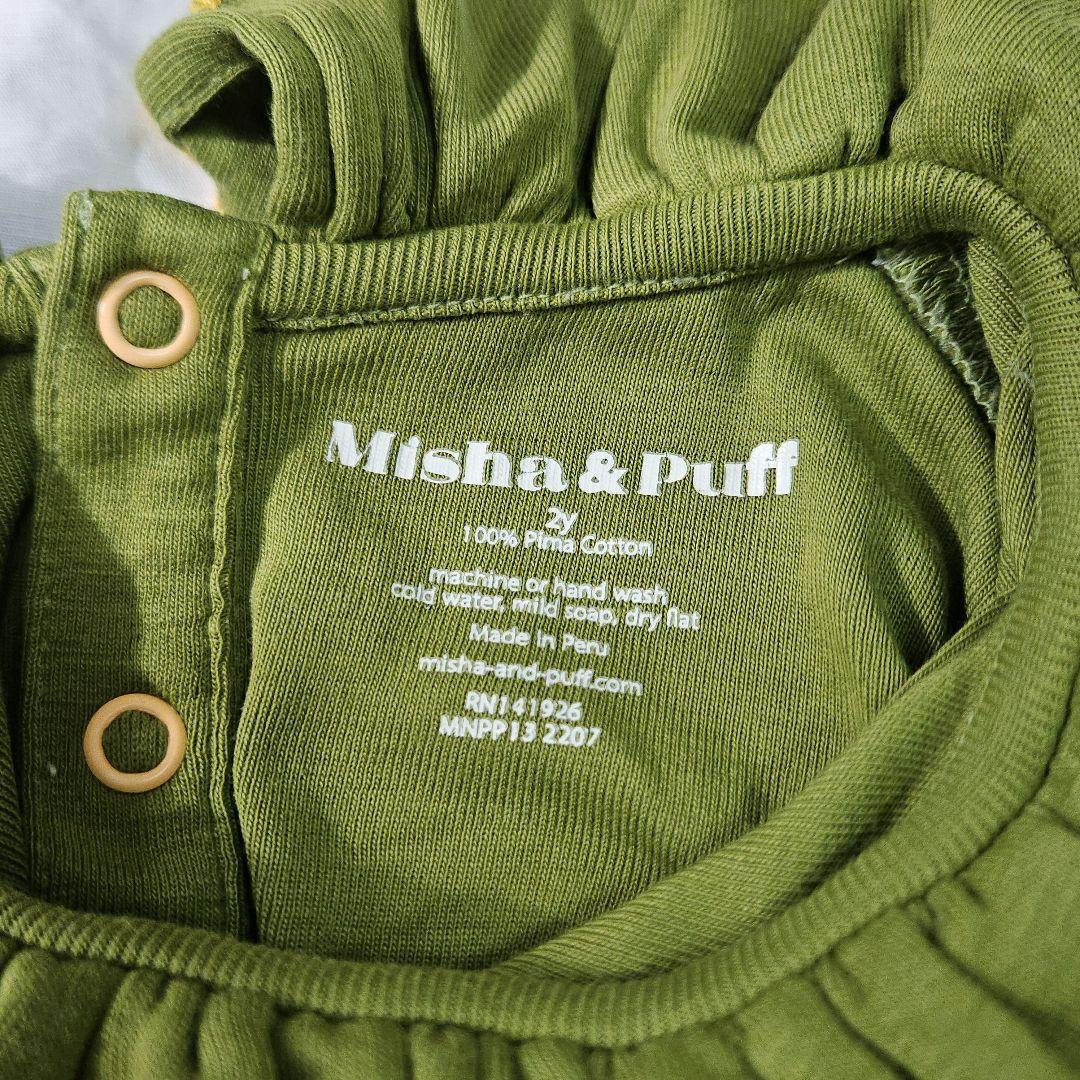 Misha & Puff
2y
100% Pima Cotton
machine or hand wash,
cold water, mild soap, dry flat
Made in Peru
misha-and-puff.com
RN141926
MNPP13 2207